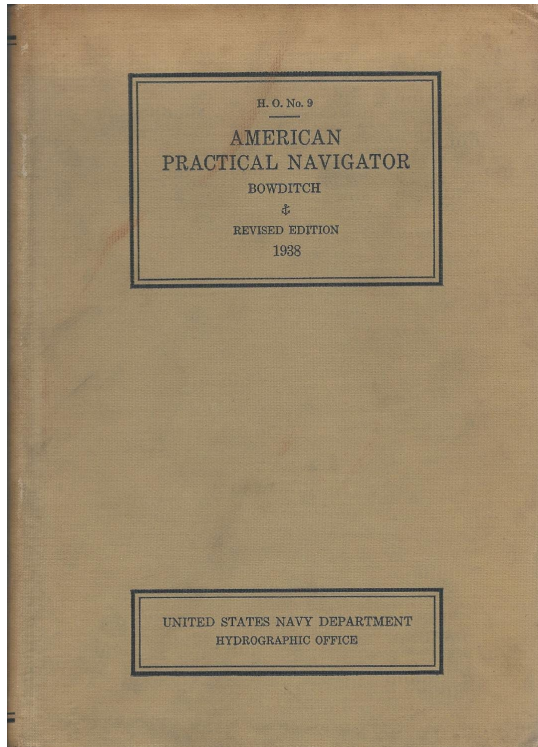 H. O. No. 9
AMERICAN
PRACTICAL NAVIGATOR
BOWDITCH
REVISED EDITION
1938
UNITED STATES NAVY DEPARTMENT
HYDROGRAPHIC OFFICE